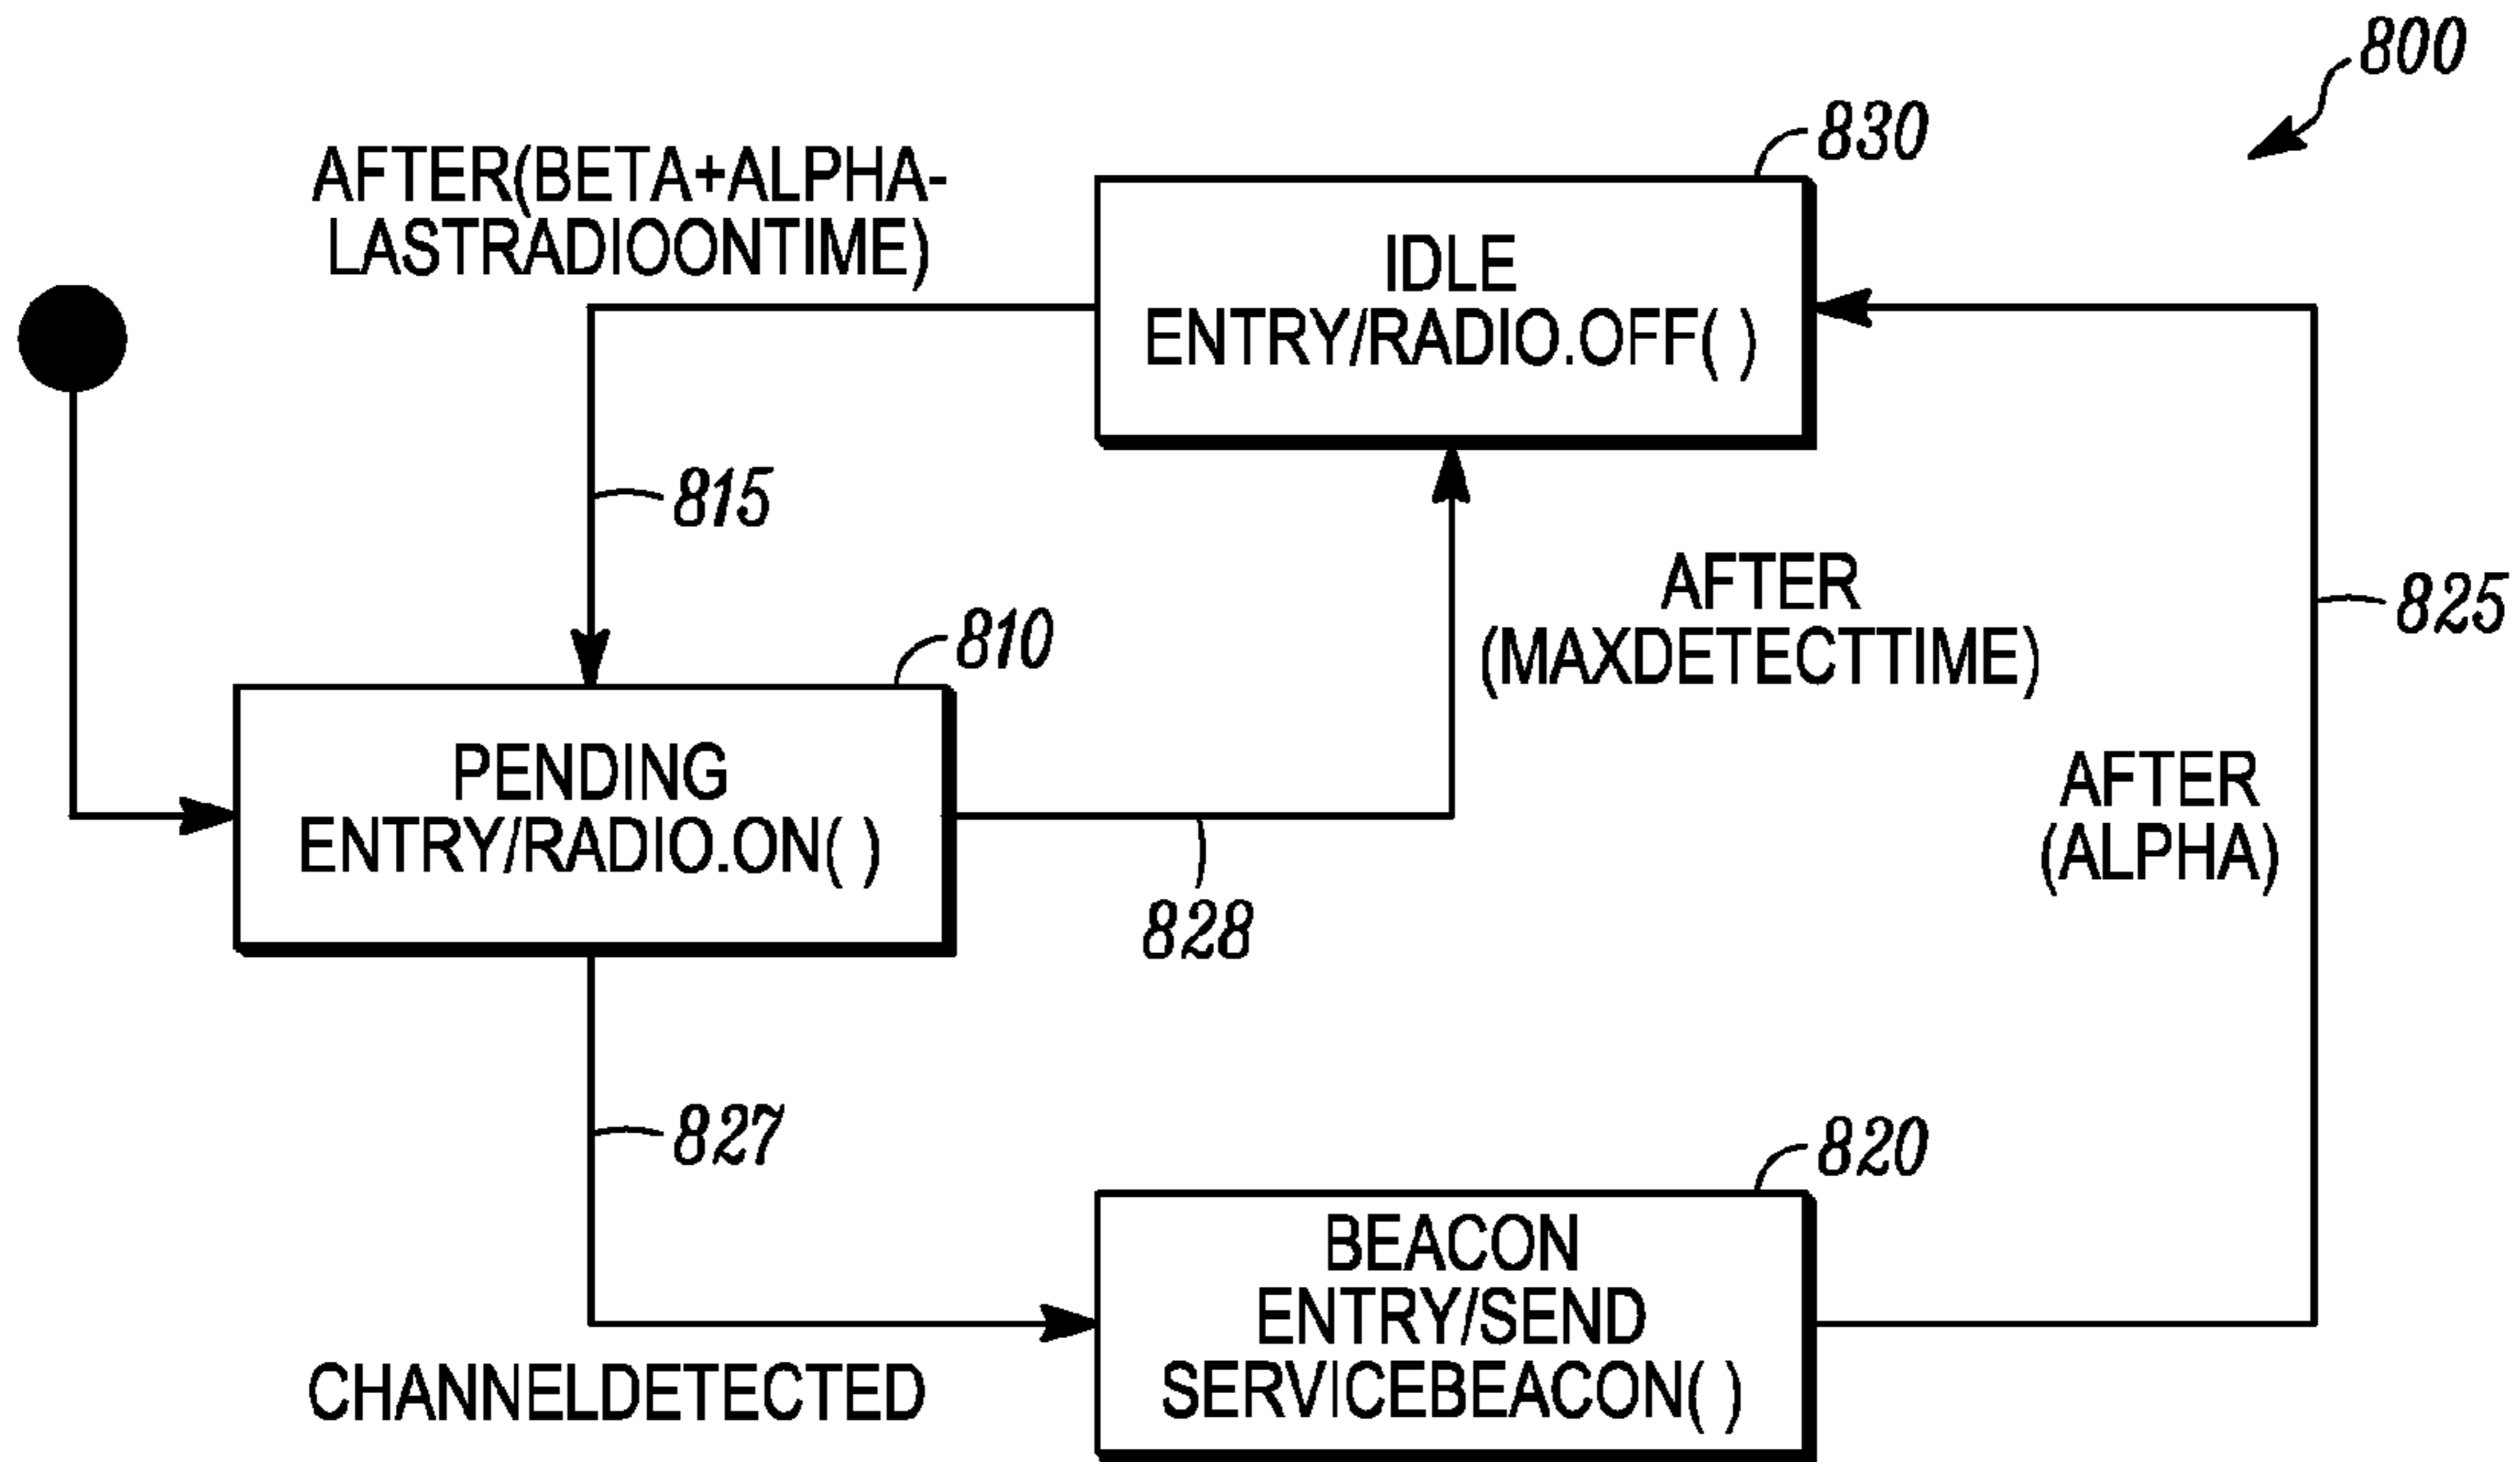 800
830
AFTER(BETA+ALPHA-
LASTRADIOONTIME)
IDLE
ENTRY/RADIO.OFF( )
815
AFTER
(MAXDETECTTIME)
825
810
PENDING
ENTRY/RADIO.ON( )
AFTER
(ALPHA)
828
827
820
BEACON
ENTRY/SEND
SERVICEBEACON( )
CHANNELDETECTED